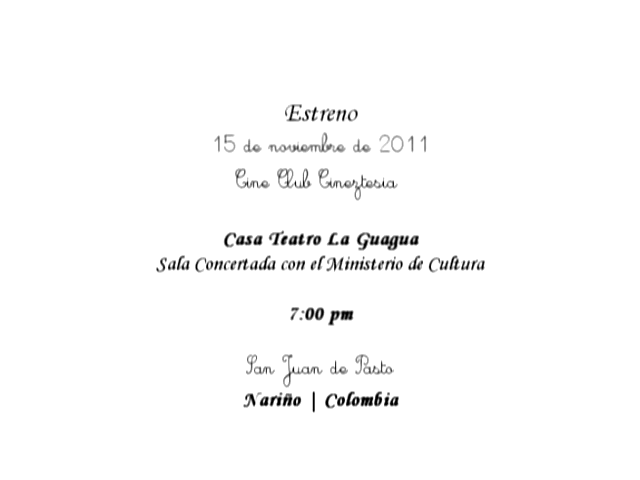 Estreno
15 de noviembre de 2011
Cine Club Cineztesia
Casa Teatro La Guagua
Sala Concertada con el Ministerio de Cultura
7:00 pm
San Juan de Pasto
Nariño | Colombia